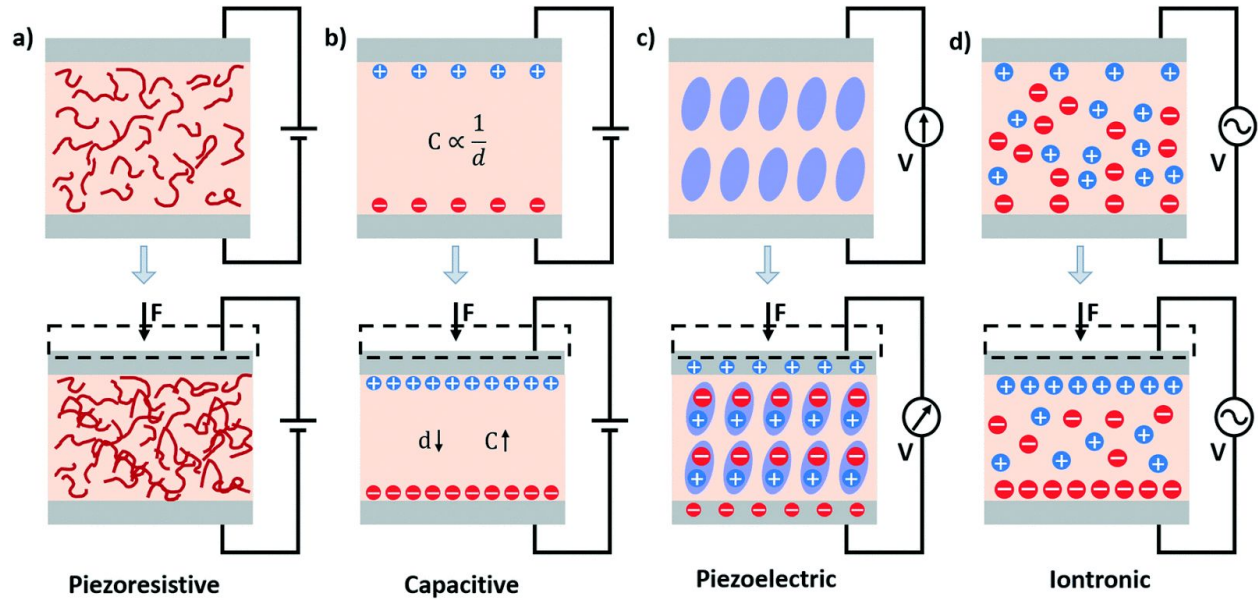 a)
b)
c)
d)
C ∝ 1/d
V
V
F
F
F
F
d↓ C↑
V
V
Piezoresistive
Capacitive
Piezoelectric
Iontronic